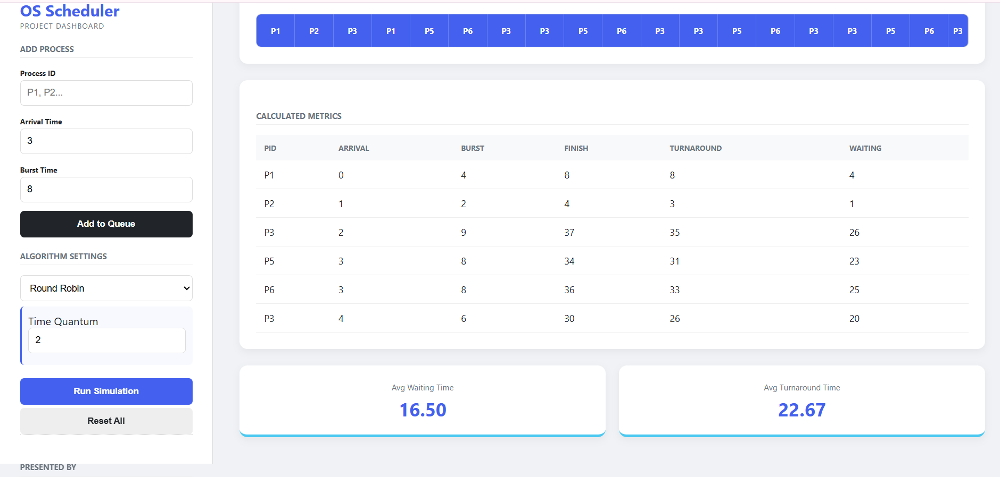 OS Scheduler
PROJECT DASHBOARD
ADD PROCESS
Process ID
P1, P2...
Arrival Time
3
Burst Time
8
Add to Queue
ALGORITHM SETTINGS
Round Robin
Time Quantum
2
Run Simulation
Reset All
PRESENTED BY
P1 P2 P3 P1 P5 P6 P3 P3 P5 P6 P3 P3 P5 P6 P3 P3 P5 P6 P3
CALCULATED METRICS
PID ARRIVAL BURST FINISH TURNAROUND WAITING
P1 0 4 8 8 4
P2 1 2 4 3 1
P3 2 9 37 35 26
P5 3 8 34 31 23
P6 3 8 36 33 25
P3 4 6 30 26 20
Avg Waiting Time
16.50
Avg Turnaround Time
22.67